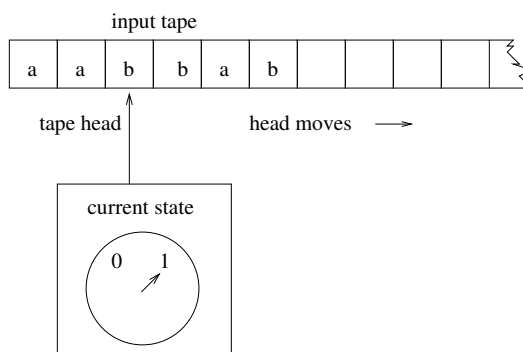 input tape
a a b b a b
tape head head moves
current state
0 1